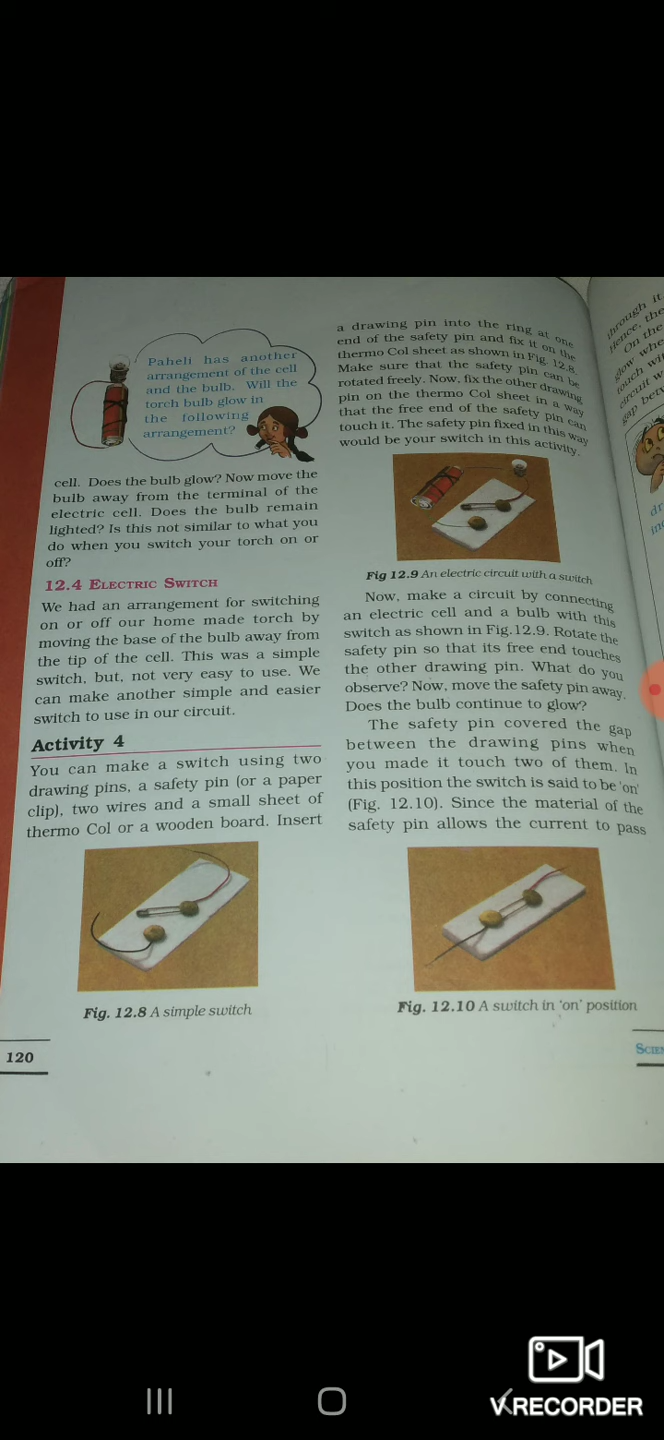 Paheli has another
arrangement of the cell
and the bulb. Will the
torch bulb glow in
the following
arrangement?
cell. Does the bulb glow? Now move the
bulb away from the terminal of the
electric cell. Does the bulb remain
lighted? Is this not similar to what you
do when you switch your torch on or
off?
12.4 ELECTRIC SWITCH
We had an arrangement for switching
on or off our home made torch by
moving the base of the bulb away from
the tip of the cell. This was a simple
switch, but, not very easy to use. We
can make another simple and easier
switch to use in our circuit.
Activity 4
You can make a switch using two
drawing pins, a safety pin (or a paper
clip), two wires and a small sheet of
thermo Col or a wooden board. Insert
Fig. 12.8 A simple switch
120
a drawing pin into the ring at one
end of the safety pin and fix it on the
thermo Col sheet as shown in Fig. 12.8.
Make sure that the safety pin can be
rotated freely. Now, fix the other drawing
pin on the thermo Col sheet in a way
that the free end of the safety pin can
touch it. The safety pin fixed in this way
would be your switch in this activity.
Fig 12.9 An electric circuit with a switch
Now, make a circuit by connecting
an electric cell and a bulb with this
switch as shown in Fig.12.9. Rotate the
safety pin so that its free end touches
the other drawing pin. What do you
observe? Now, move the safety pin away.
Does the bulb continue to glow?
The safety pin covered the gap
between the drawing pins when
you made it touch two of them. In
this position the switch is said to be 'on'
(Fig. 12.10). Since the material of the
safety pin allows the current to pass
Fig. 12.10 A switch in 'on' position
through it.
On the
V.RECORDER